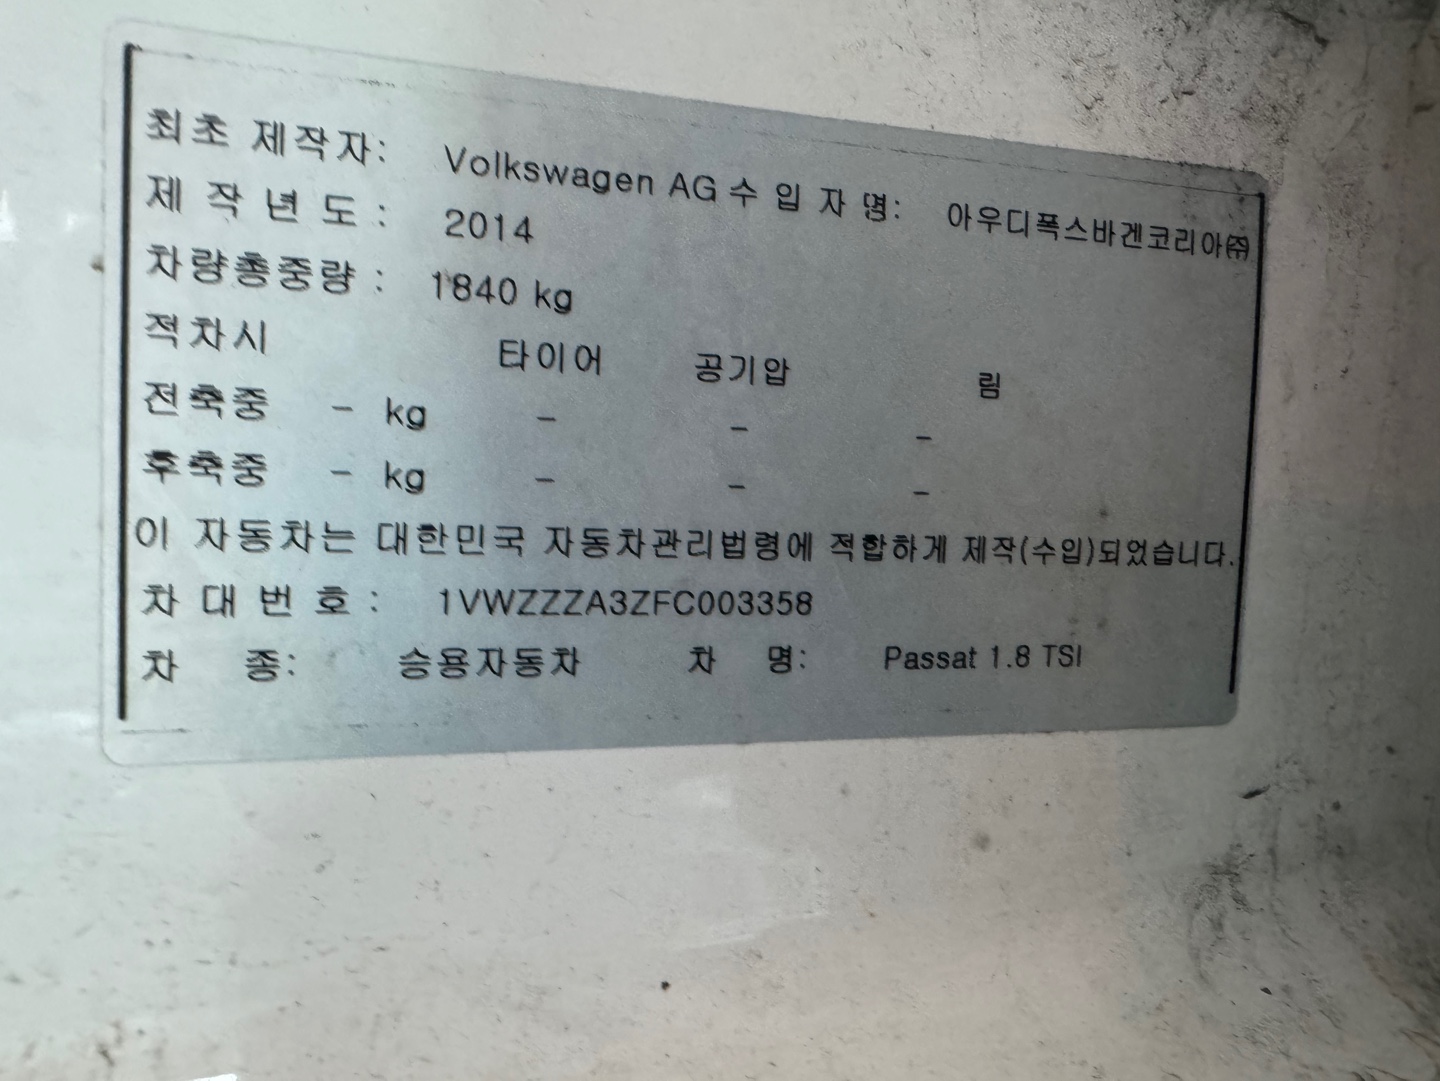 최초 제작자: Volkswagen AG 수 입 자 명: 아우디폭스바겐코리아㈜
제 작 년 도 : 2014
차량총중량 : 1840 kg
적차시 타이어 공기압 림
전축중 - kg - - -
후축중 - kg - - -
이 자동차는 대한민국 자동차관리법령에 적합하게 제작(수입)되었습니다.
차 대 번 호 : 1VWZZZA3ZFC003358
차 종: 승용자동차 차 명: Passat 1.8 TSI